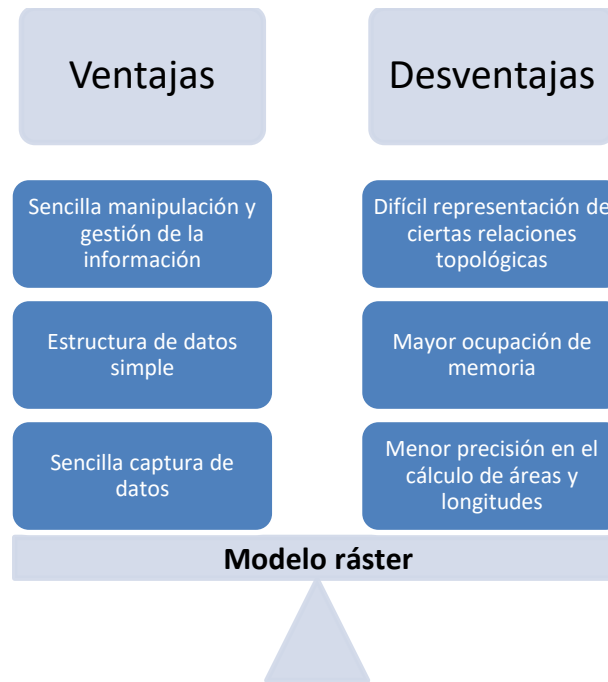 Ventajas
Desventajas
Sencilla manipulación y
gestión de la
información
Difícil representación de
ciertas relaciones
topológicas
Estructura de datos
simple
Mayor ocupación de
memoria
Sencilla captura de
datos
Menor precisión en el
cálculo de áreas y
longitudes
Modelo ráster